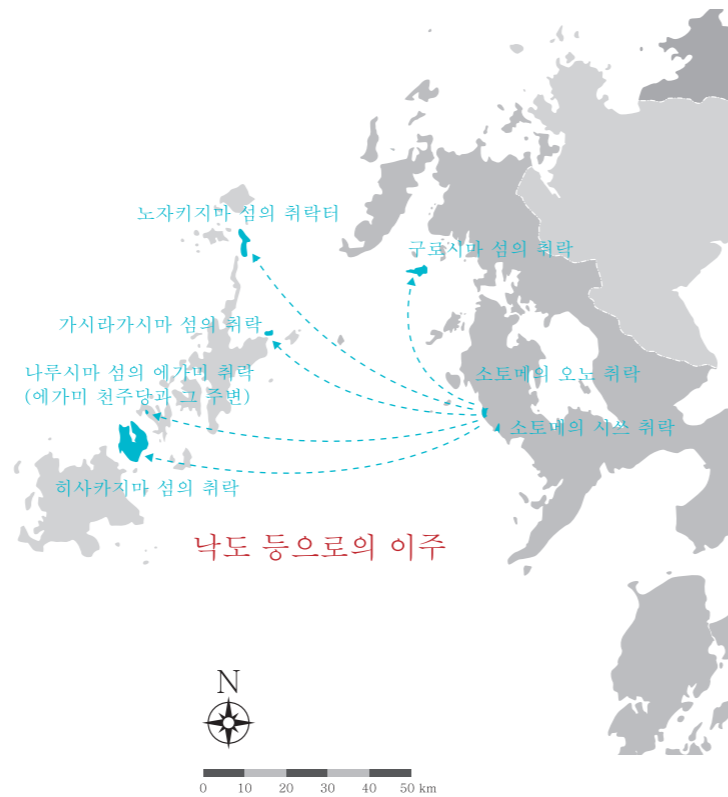 노자키지마 섬의 취락터
구로시마 섬의 취락
가시라가시마 섬의 취락
나루시마 섬의 에가미 취락
(에가미 천주당과 그 주변)
소토메의 오노 취락
소토메의 시쓰 취락
히사카지마 섬의 취락
낙도 등으로의 이주
N
0 10 20 30 40 50 km